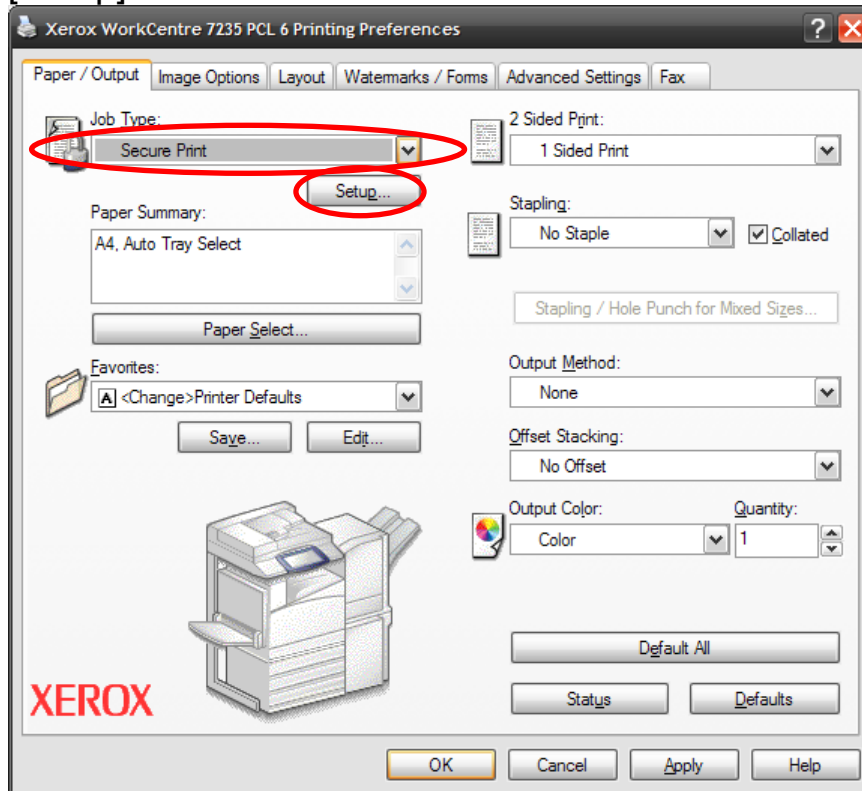 Xerox WorkCentre 7235 PCL 6 Printing Preferences
Paper / Output Image Options Layout Watermarks / Forms Advanced Settings Fax
Job Type:
Secure Print
Setup...
Paper Summary:
A4, Auto Tray Select
Paper Select...
Favorites:
A <Change>Printer Defaults
Save... Edit...
XEROX
2 Sided Print:
1 Sided Print
Stapling:
No Staple
Collated
Stapling / Hole Punch for Mixed Sizes...
Output Method:
None
Offset Stacking:
No Offset
Output Color: Quantity:
Color 1
Default All
Status Defaults
OK Cancel Apply Help